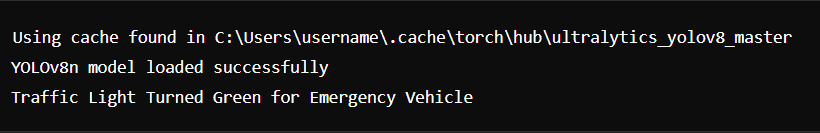 Using cache found in C:\Users\username\.cache\torch\hub\ultralytics_yolov8_master
YOLOv8n model loaded successfully
Traffic Light Turned Green for Emergency Vehicle